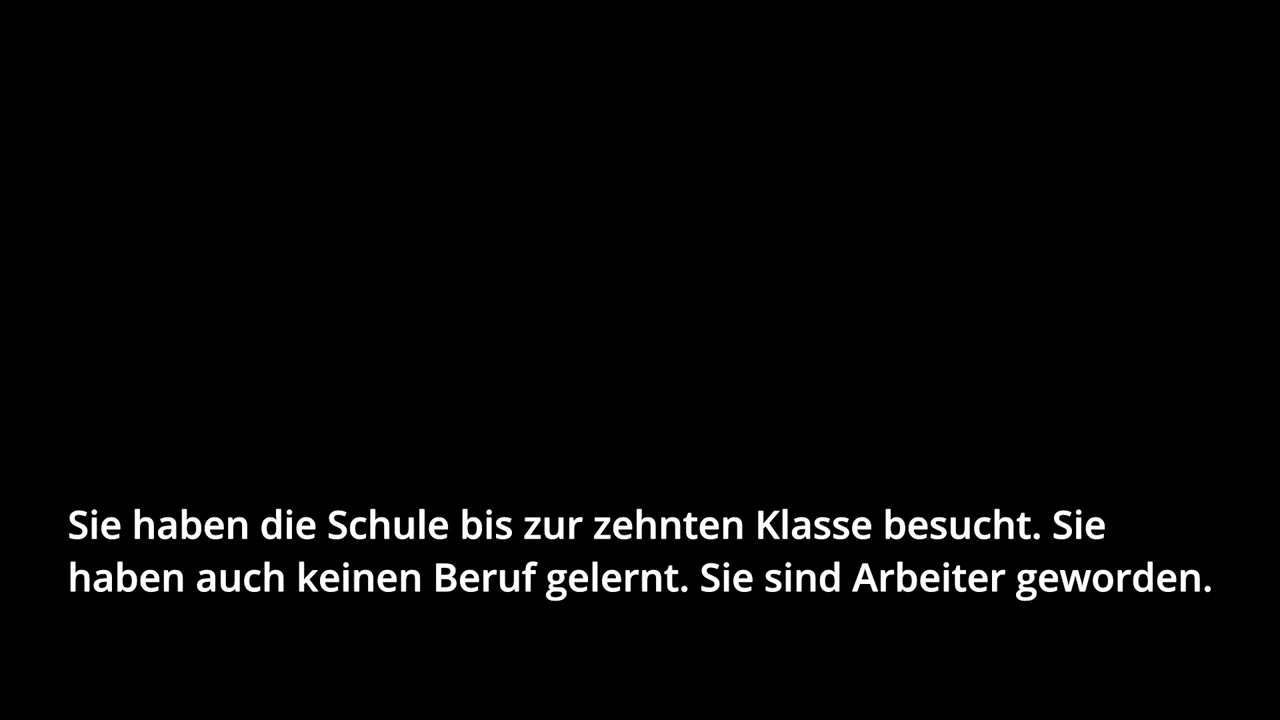 Sie haben die Schule bis zur zehnten Klasse besucht. Sie
haben auch keinen Beruf gelernt. Sie sind Arbeiter geworden.